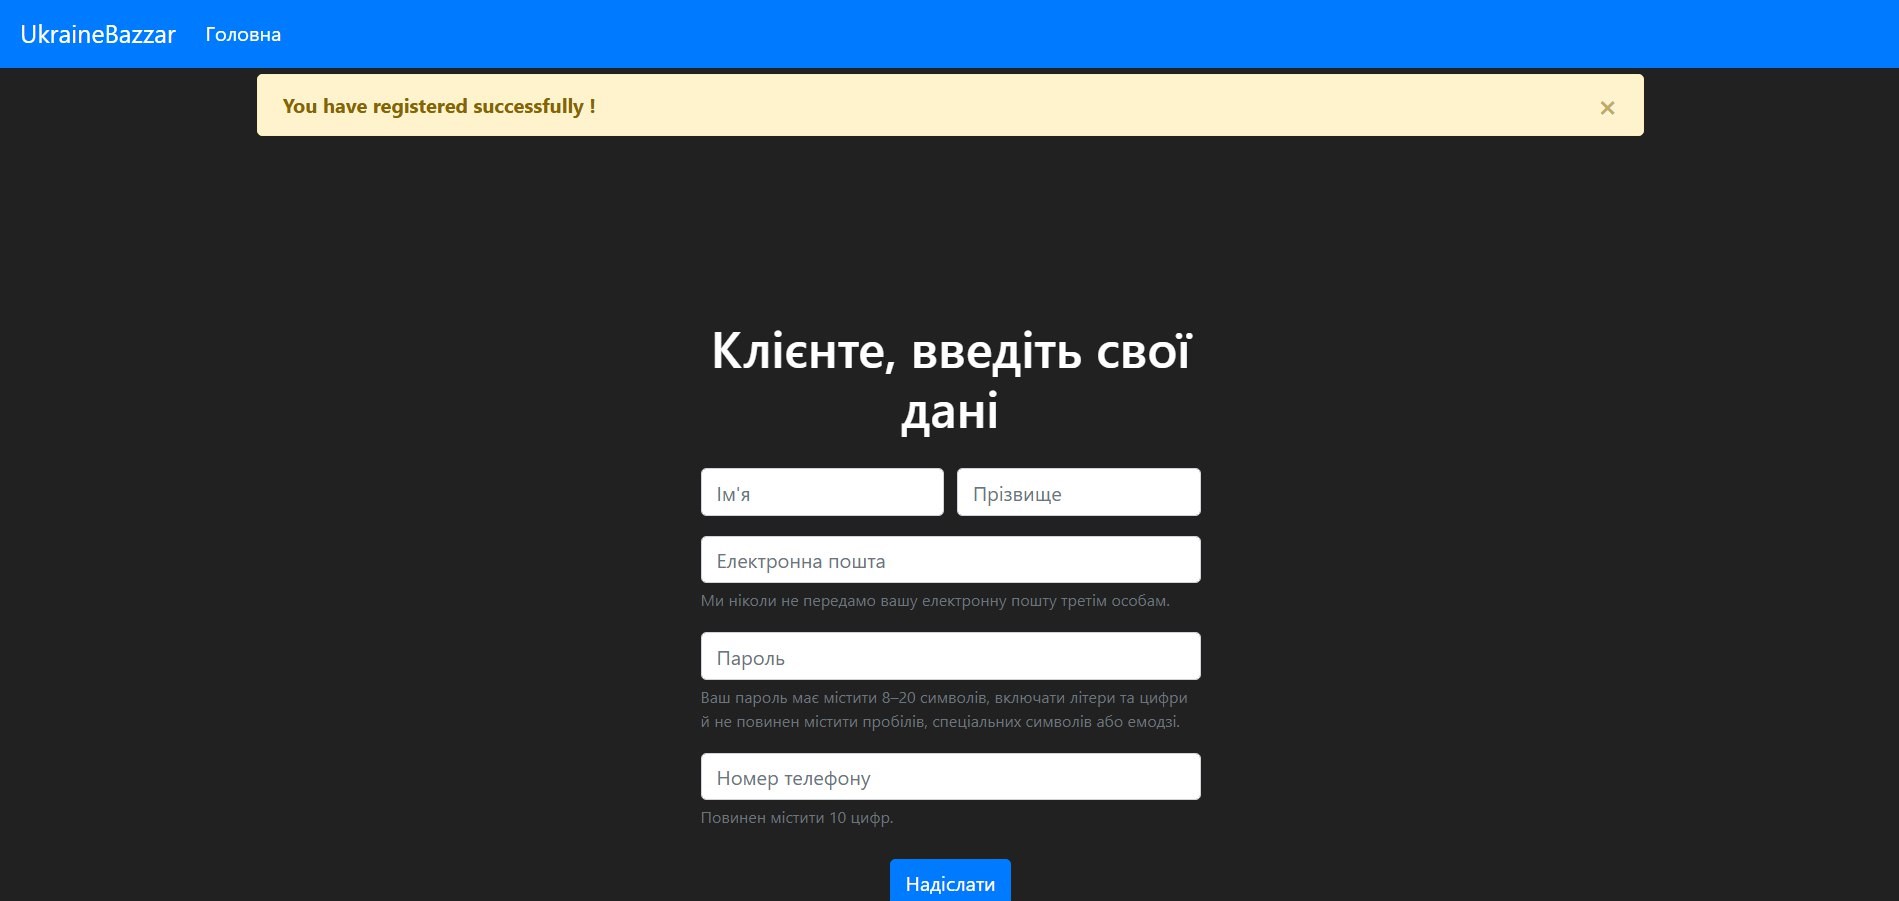 UkraineBazzar Головна
You have registered successfully ! ×
Клієнте, введіть свої
дані
Ім'я Прізвище
Електронна пошта
Ми ніколи не передамо вашу електронну пошту третім особам.
Пароль
Ваш пароль має містити 8–20 символів, включати літери та цифри
й не повинен містити пробілів, спеціальних символів або емодзі.
Номер телефону
Повинен містити 10 цифр.
Надіслати